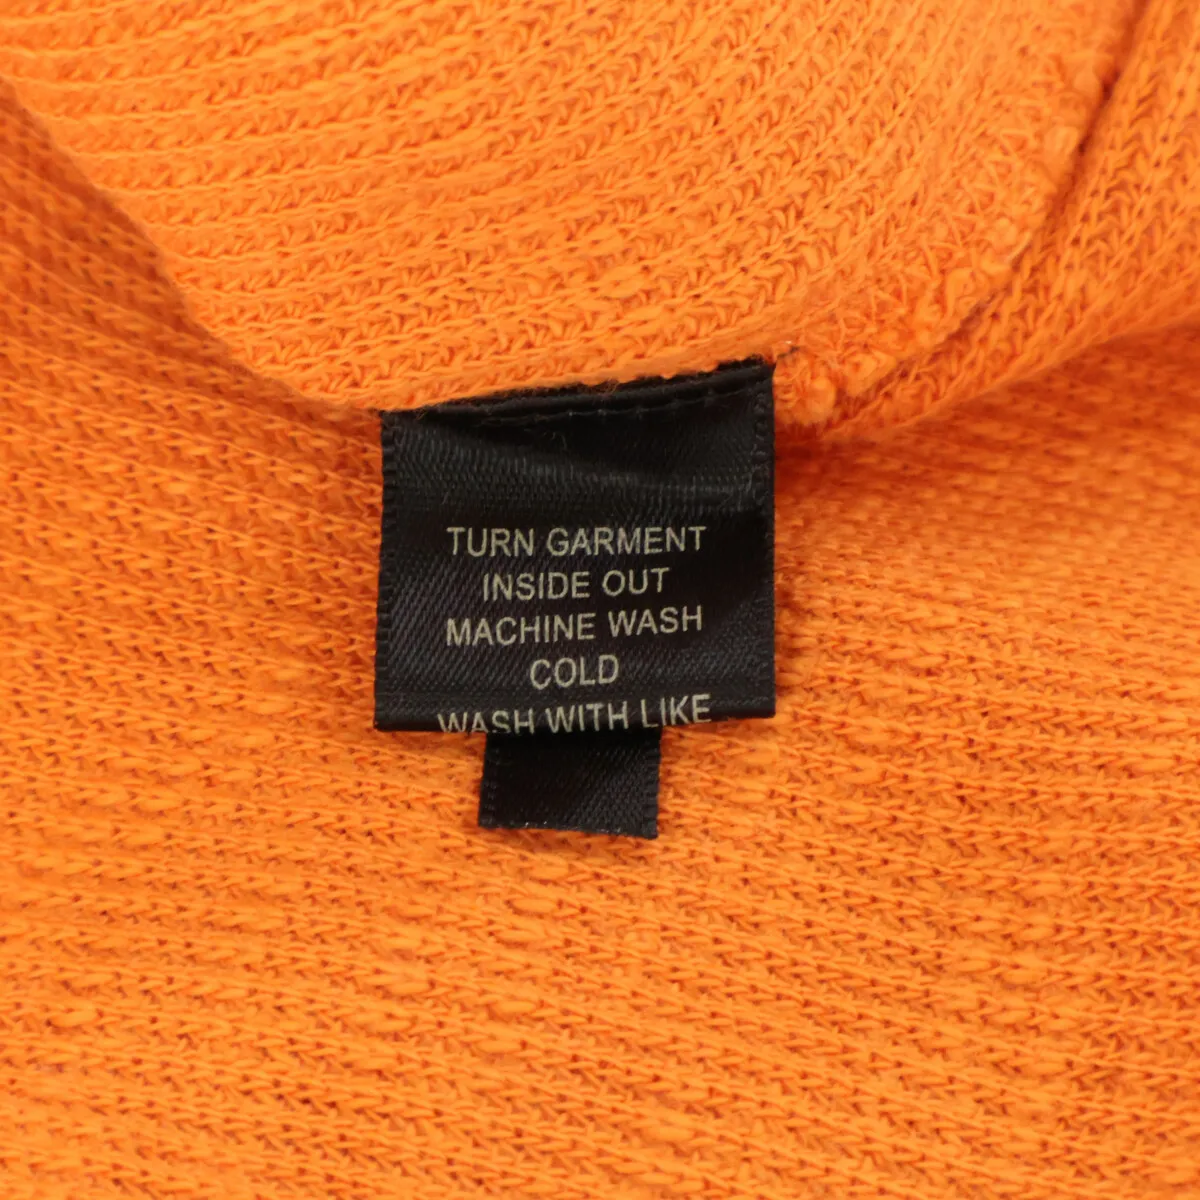 TURN GARMENT
INSIDE OUT
MACHINE WASH
COLD
WASH WITH LIKE